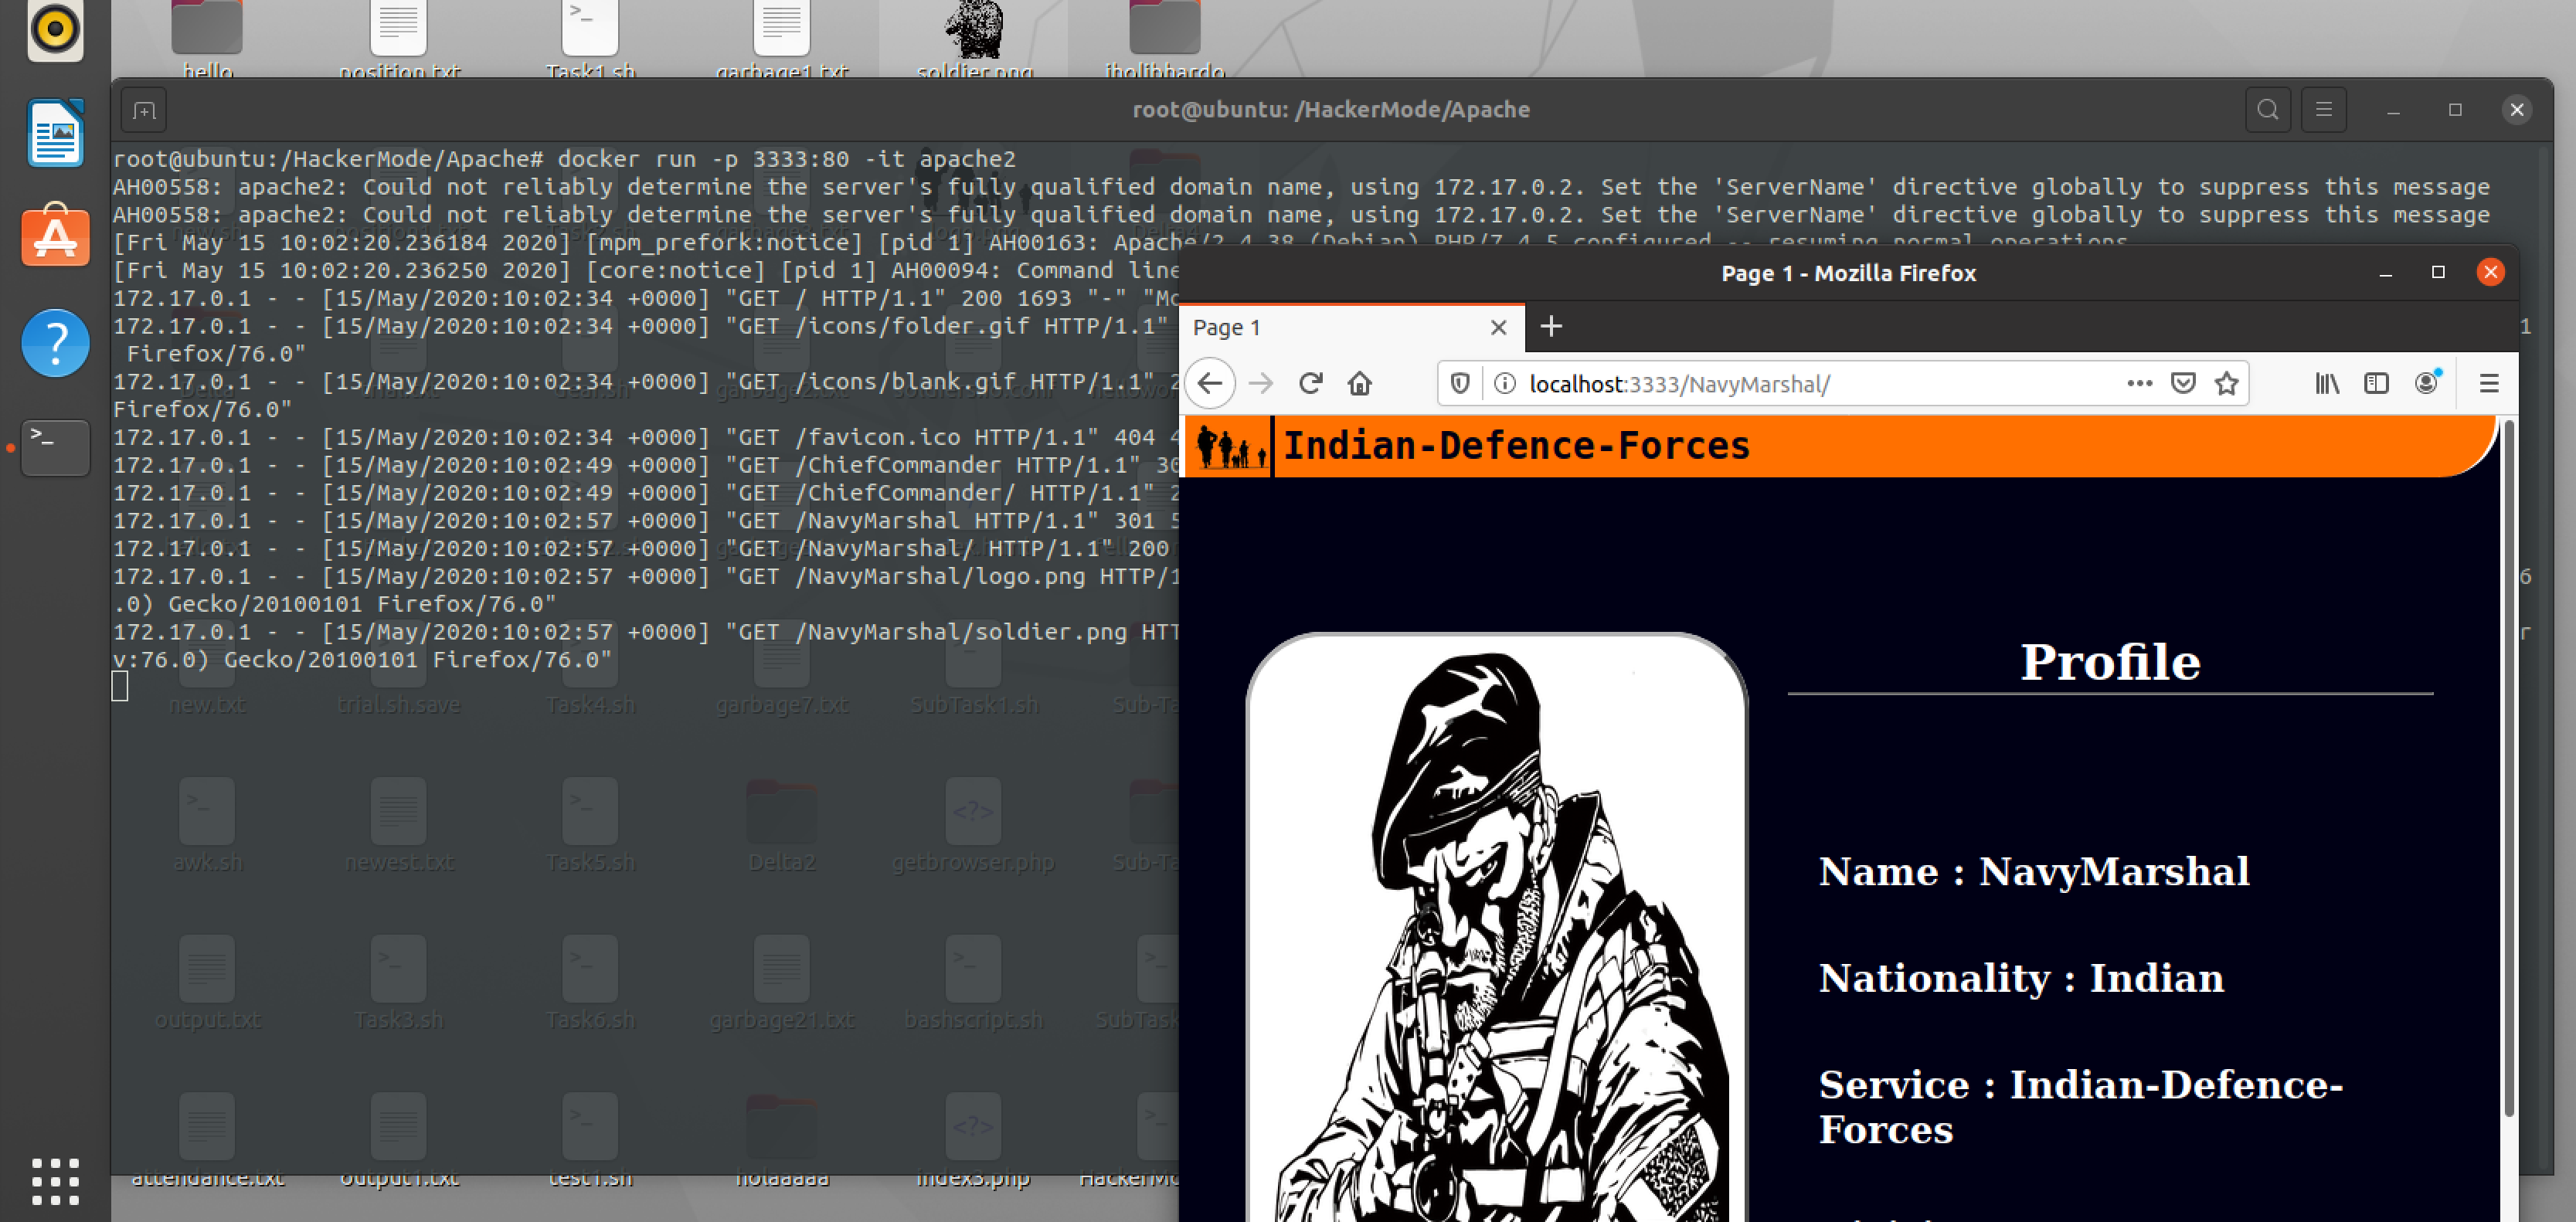 hello position.txt Task1.sh garbage1.txt soldier.png
root@ubuntu: /HackerMode/Apache
root@ubuntu:/HackerMode/Apache# docker run -p 3333:80 -it apache2
AH00558: apache2: Could not reliably determine the server's fully qualified domain name, using 172.17.0.2. Set the 'ServerName' directive globally to suppress this message
AH00558: apache2: Could not reliably determine the server's fully qualified domain name, using 172.17.0.2. Set the 'ServerName' directive globally to suppress this message
[Fri May 15 10:02:20.236184 2020] [mpm_prefork:notice] [pid 1] AH00163: Apache/2.4.38 (Debian) PHP/7.4.5 configured -- resuming normal operations
[Fri May 15 10:02:20.236250 2020] [core:notice] [pid 1] AH00094: Command line
172.17.0.1 - - [15/May/2020:10:02:34 +0000] "GET / HTTP/1.1" 200 1693 "-" "Mo
172.17.0.1 - - [15/May/2020:10:02:34 +0000] "GET /icons/folder.gif HTTP/1.1" 1
Firefox/76.0"
172.17.0.1 - - [15/May/2020:10:02:34 +0000] "GET /icons/blank.gif HTTP/1.1" 2
Firefox/76.0"
172.17.0.1 - - [15/May/2020:10:02:34 +0000] "GET /favicon.ico HTTP/1.1" 404 4
172.17.0.1 - - [15/May/2020:10:02:49 +0000] "GET /ChiefCommander HTTP/1.1" 30
172.17.0.1 - - [15/May/2020:10:02:49 +0000] "GET /ChiefCommander/ HTTP/1.1" 2
172.17.0.1 - - [15/May/2020:10:02:57 +0000] "GET /NavyMarshal HTTP/1.1" 301 5
172.17.0.1 - - [15/May/2020:10:02:57 +0000] "GET /NavyMarshal/ HTTP/1.1" 200
172.17.0.1 - - [15/May/2020:10:02:57 +0000] "GET /NavyMarshal/logo.png HTTP/1 6
.0) Gecko/20100101 Firefox/76.0"
172.17.0.1 - - [15/May/2020:10:02:57 +0000] "GET /NavyMarshal/soldier.png HTT r
v:76.0) Gecko/20100101 Firefox/76.0"
new.txt trial.sh.save Task4.sh garbage7.txt SubTask1.sh Sub-Ta
awk.sh newest.txt Task5.sh Delta2 getbrowser.php Sub-Ta
output.txt Task3.sh Task6.sh garbage21.txt bashscript.sh SubTask
attendance.txt output1.txt test1.sh holaaaaa index3.php HackerMo
Page 1 - Mozilla Firefox
Page 1
localhost:3333/NavyMarshal/
Indian-Defence-Forces
Profile
Name : NavyMarshal
Nationality : Indian
Service : Indian-Defence-
Forces